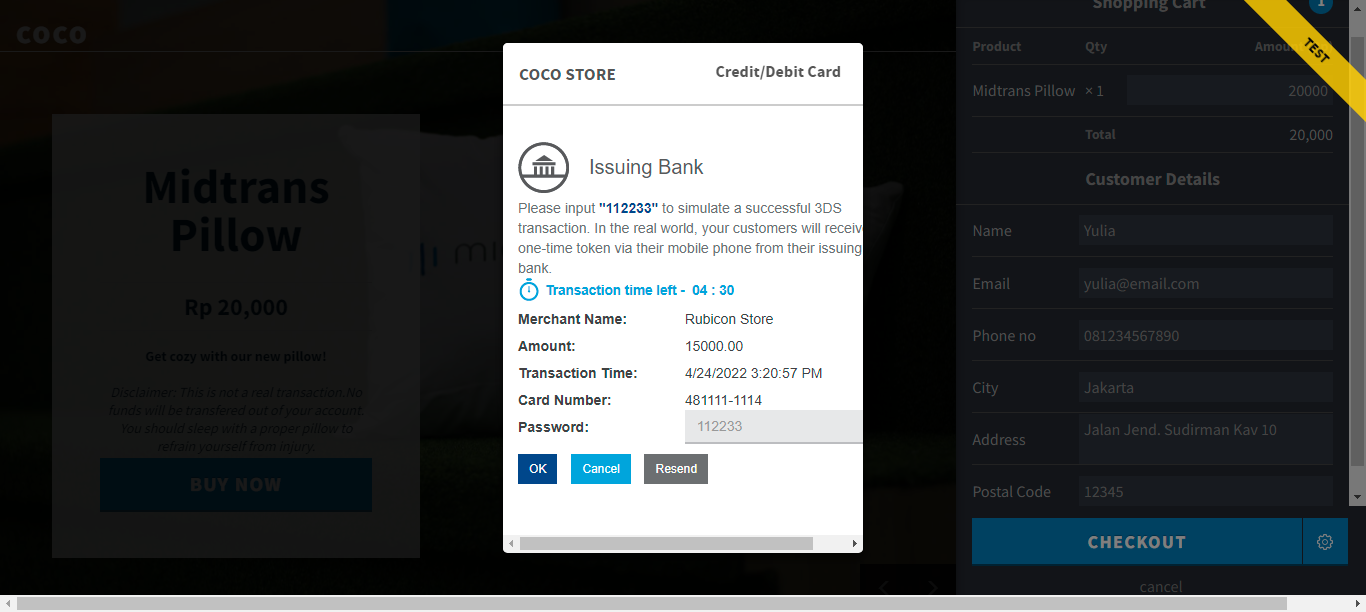 coco
Midtrans
Pillow
Rp 20,000
Get cozy with our new pillow!
Disclaimer: This is not a real transaction.No
funds will be transfered out of your account.
You should sleep with a proper pillow to
refrain yourself from injury.
BUY NOW
COCO STORE
Credit/Debit Card
Issuing Bank
Please input "112233" to simulate a successful 3DS
transaction. In the real world, your customers will receive
one-time token via their mobile phone from their issuing
bank.
Transaction time left - 04 : 30
Merchant Name: Rubicon Store
Amount: 15000.00
Transaction Time: 4/24/2022 3:20:57 PM
Card Number: 481111-1114
Password: 112233
OK Cancel Resend
Shopping Cart 1
TEST
Product Qty
Midtrans Pillow × 1 20000
Total 20,000
Customer Details
Name Yulia
Email yulia@email.com
Phone no 081234567890
City Jakarta
Address Jalan Jend. Sudirman Kav 10
Postal Code 12345
CHECKOUT
cancel